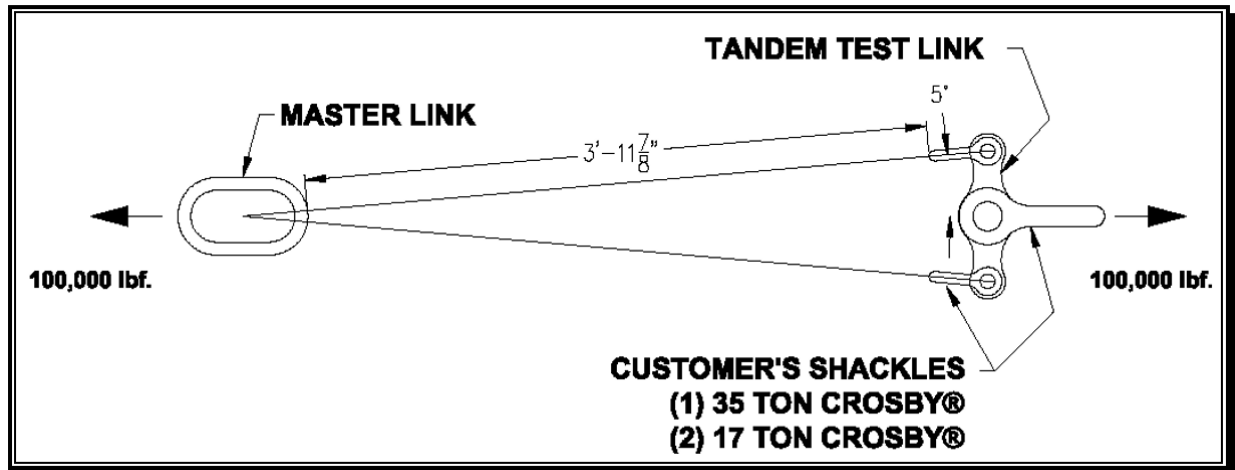 TANDEM TEST LINK
5°
MASTER LINK
3'-11 7/8"
100,000 lbf.
100,000 lbf.
CUSTOMER'S SHACKLES
(1) 35 TON CROSBY®
(2) 17 TON CROSBY®